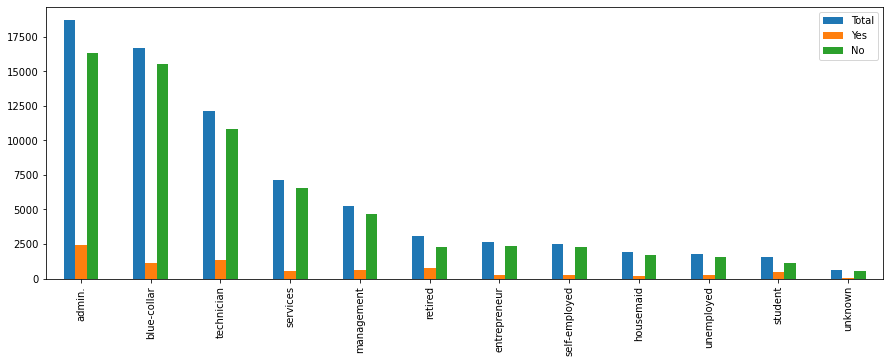 Total
Yes
No
17500
15000
12500
10000
7500
5000
2500
0
admin.
blue-collar
technician
services
management
retired
entrepreneur
self-employed
housemaid
unemployed
student
unknown